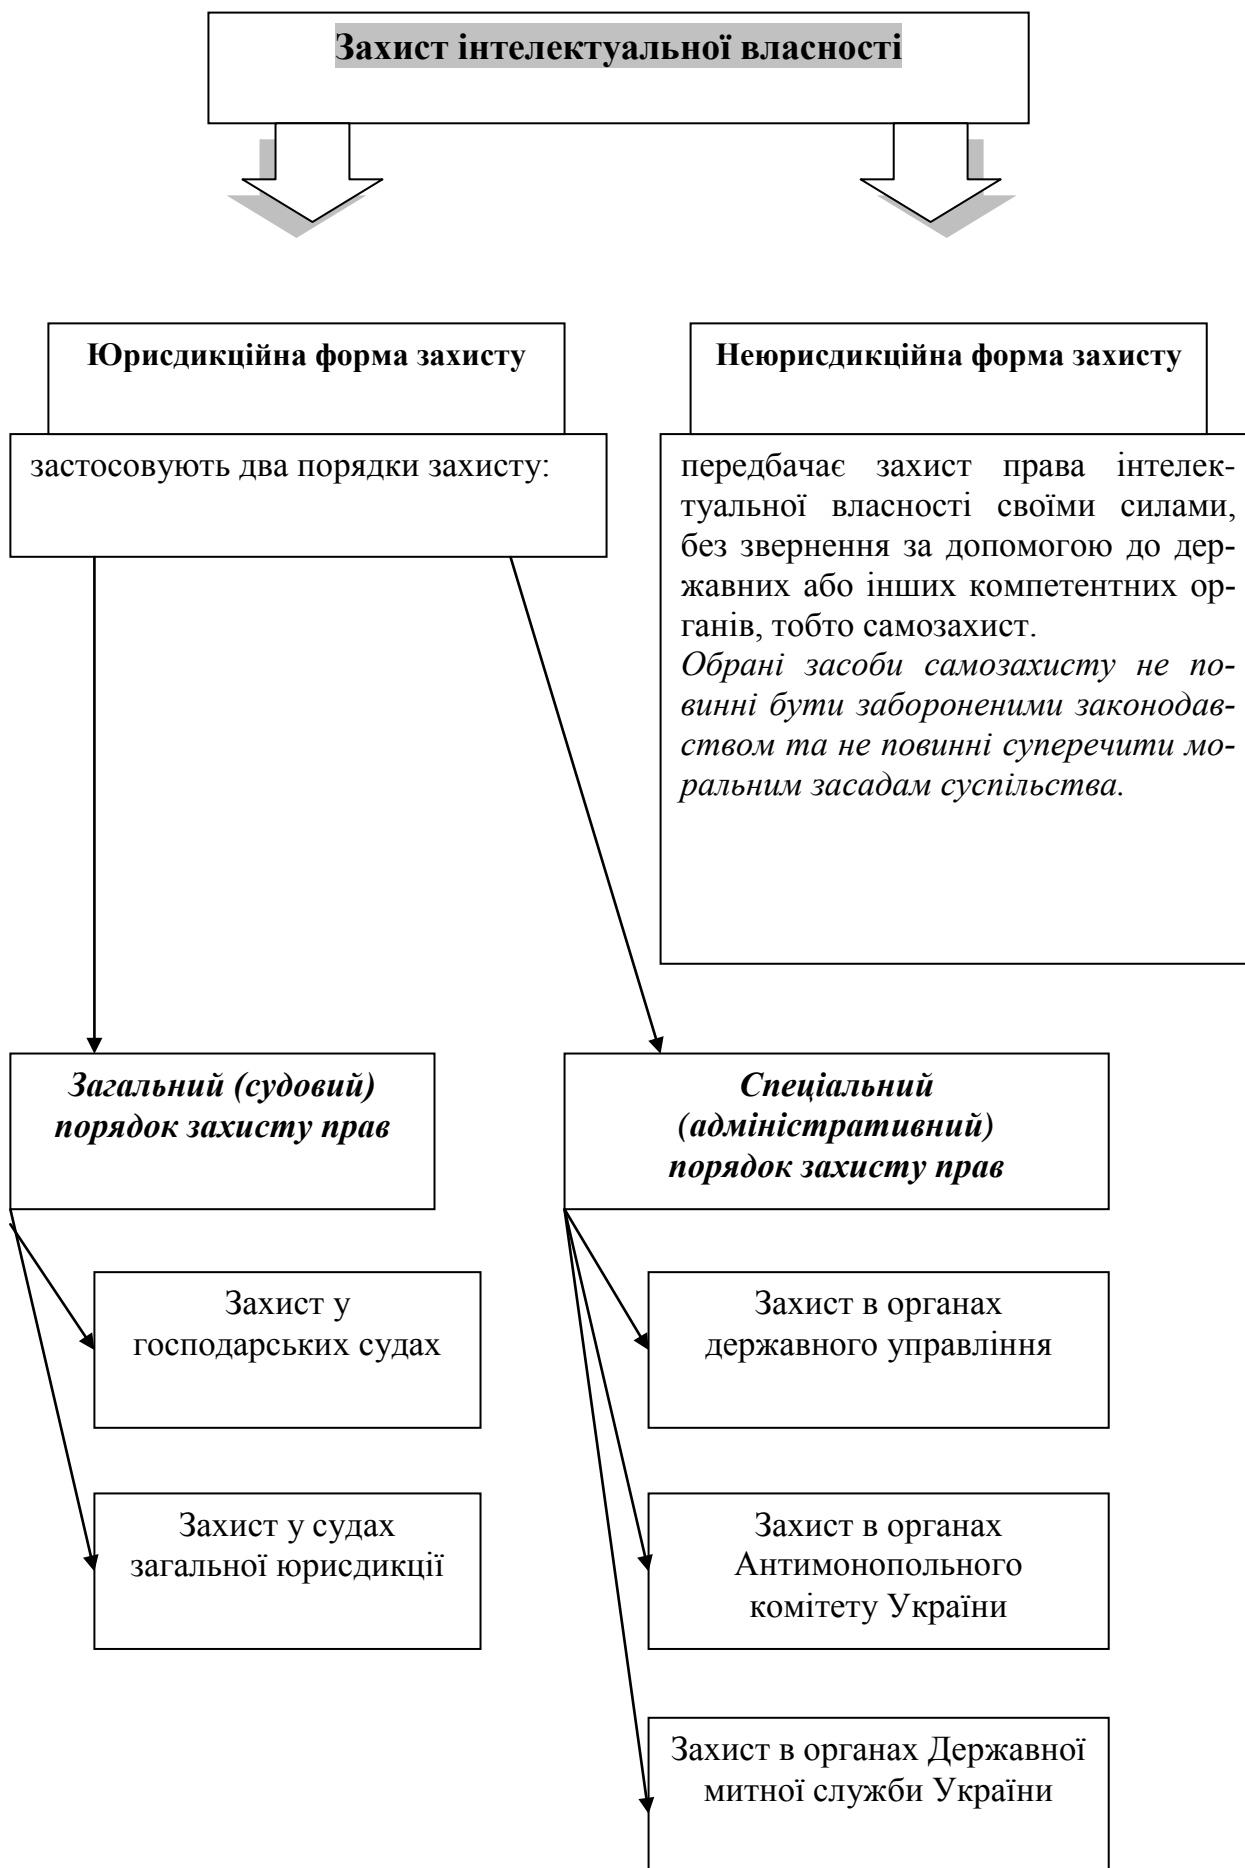 Захист інтелектуальної власності
Юрисдикційна форма захисту
застосовують два порядки захисту:
Неюрисдикційна форма захисту
передбачає захист права інтелек-
туальної власності своїми силами,
без звернення за допомогою до дер-
жавних або інших компетентних ор-
ганів, тобто самозахист.
Обрані засоби самозахисту не по-
винні бути забороненими законодав-
ством та не повинні суперечити мо-
ральним засадам суспільства.
Загальний (судовий)
порядок захисту прав
Захист у
господарських судах
Захист у судах
загальної юрисдикції
Спеціальний
(адміністративний)
порядок захисту прав
Захист в органах
державного управління
Захист в органах
Антимонопольного
комітету України
Захист в органах Державної
митної служби України